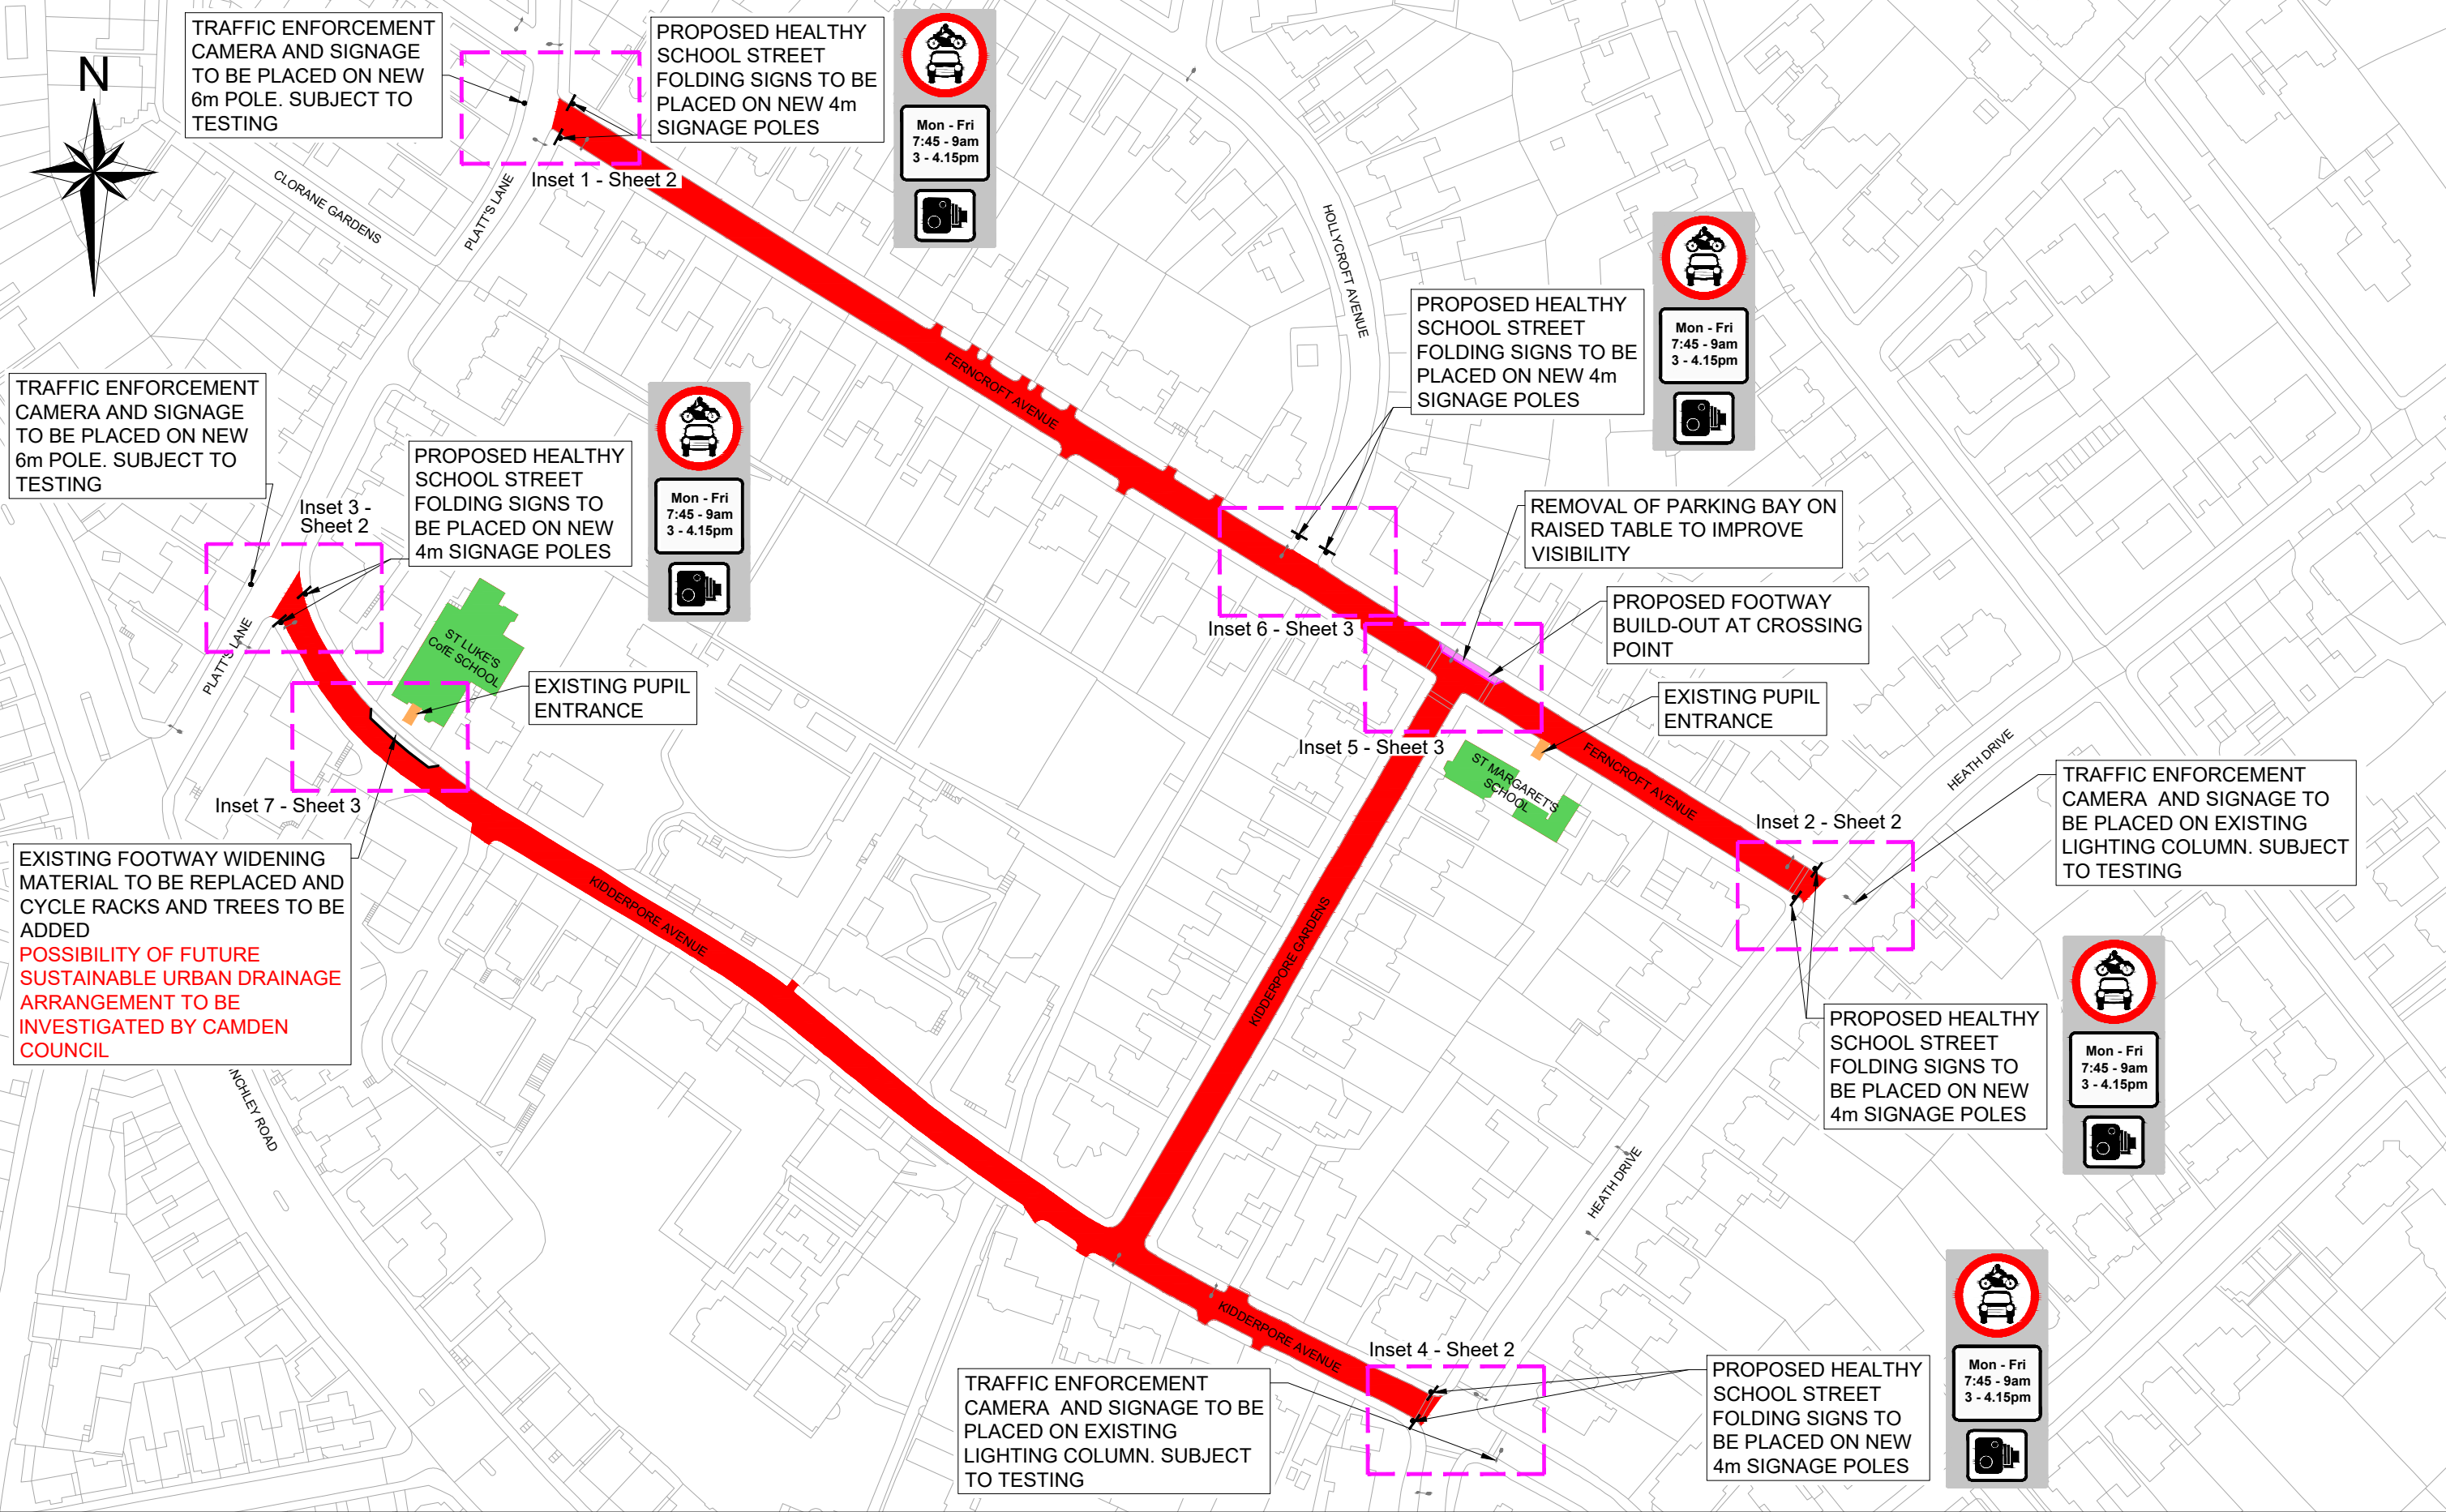 TRAFFIC ENFORCEMENT
CAMERA AND SIGNAGE
TO BE PLACED ON NEW
6m POLE. SUBJECT TO
TESTING
N
PROPOSED HEALTHY
SCHOOL STREET
FOLDING SIGNS TO BE
PLACED ON NEW 4m
SIGNAGE POLES
Mon - Fri
7:45 - 9am
3 - 4.15pm
Inset 1 - Sheet 2
CLORANE GARDENS
PLATT'S LANE
HOLLYCROFT AVENUE
PROPOSED HEALTHY
SCHOOL STREET
FOLDING SIGNS TO BE
PLACED ON NEW 4m
SIGNAGE POLES
Mon - Fri
7:45 - 9am
3 - 4.15pm
FERNCROFT AVENUE
TRAFFIC ENFORCEMENT
CAMERA AND SIGNAGE
TO BE PLACED ON NEW
6m POLE. SUBJECT TO
TESTING
Inset 3 -
Sheet 2
PROPOSED HEALTHY
SCHOOL STREET
FOLDING SIGNS TO
BE PLACED ON NEW
4m SIGNAGE POLES
Mon - Fri
7:45 - 9am
3 - 4.15pm
REMOVAL OF PARKING BAY ON
RAISED TABLE TO IMPROVE
VISIBILITY
PROPOSED FOOTWAY
BUILD-OUT AT CROSSING
POINT
Inset 6 - Sheet 3
PLATT'S LANE
ST LUKE'S
CofE SCHOOL
EXISTING PUPIL
ENTRANCE
EXISTING PUPIL
ENTRANCE
Inset 5 - Sheet 3
ST MARGARET'S
SCHOOL
FERNCROFT AVENUE
HEATH DRIVE
TRAFFIC ENFORCEMENT
CAMERA AND SIGNAGE TO
BE PLACED ON EXISTING
LIGHTING COLUMN. SUBJECT
TO TESTING
Inset 7 - Sheet 3
Inset 2 - Sheet 2
EXISTING FOOTWAY WIDENING
MATERIAL TO BE REPLACED AND
CYCLE RACKS AND TREES TO BE
ADDED
POSSIBILITY OF FUTURE
SUSTAINABLE URBAN DRAINAGE
ARRANGEMENT TO BE
INVESTIGATED BY CAMDEN
COUNCIL
KIDDERPORE AVENUE
KIDDERPORE GARDENS
PROPOSED HEALTHY
SCHOOL STREET
FOLDING SIGNS TO
BE PLACED ON NEW
4m SIGNAGE POLES
Mon - Fri
7:45 - 9am
3 - 4.15pm
NCHLEY ROAD
HEATH DRIVE
KIDDERPORE AVENUE
Inset 4 - Sheet 2
TRAFFIC ENFORCEMENT
CAMERA AND SIGNAGE TO BE
PLACED ON EXISTING
LIGHTING COLUMN. SUBJECT
TO TESTING
PROPOSED HEALTHY
SCHOOL STREET
FOLDING SIGNS TO
BE PLACED ON NEW
4m SIGNAGE POLES
Mon - Fri
7:45 - 9am
3 - 4.15pm